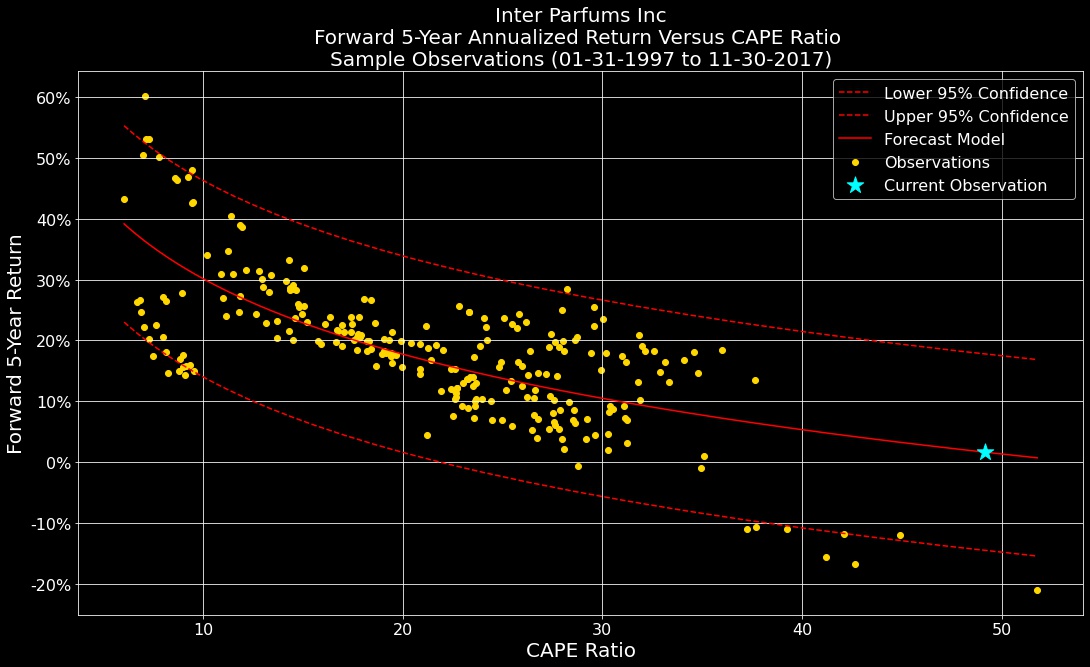 Inter Parfums Inc
Forward 5-Year Annualized Return Versus CAPE Ratio
Sample Observations (01-31-1997 to 11-30-2017)
Lower 95% Confidence
Upper 95% Confidence
Forecast Model
Observations
Current Observation
Forward 5-Year Return
60%
50%
40%
30%
20%
10%
0%
-10%
-20%
10 20 30 40 50
CAPE Ratio